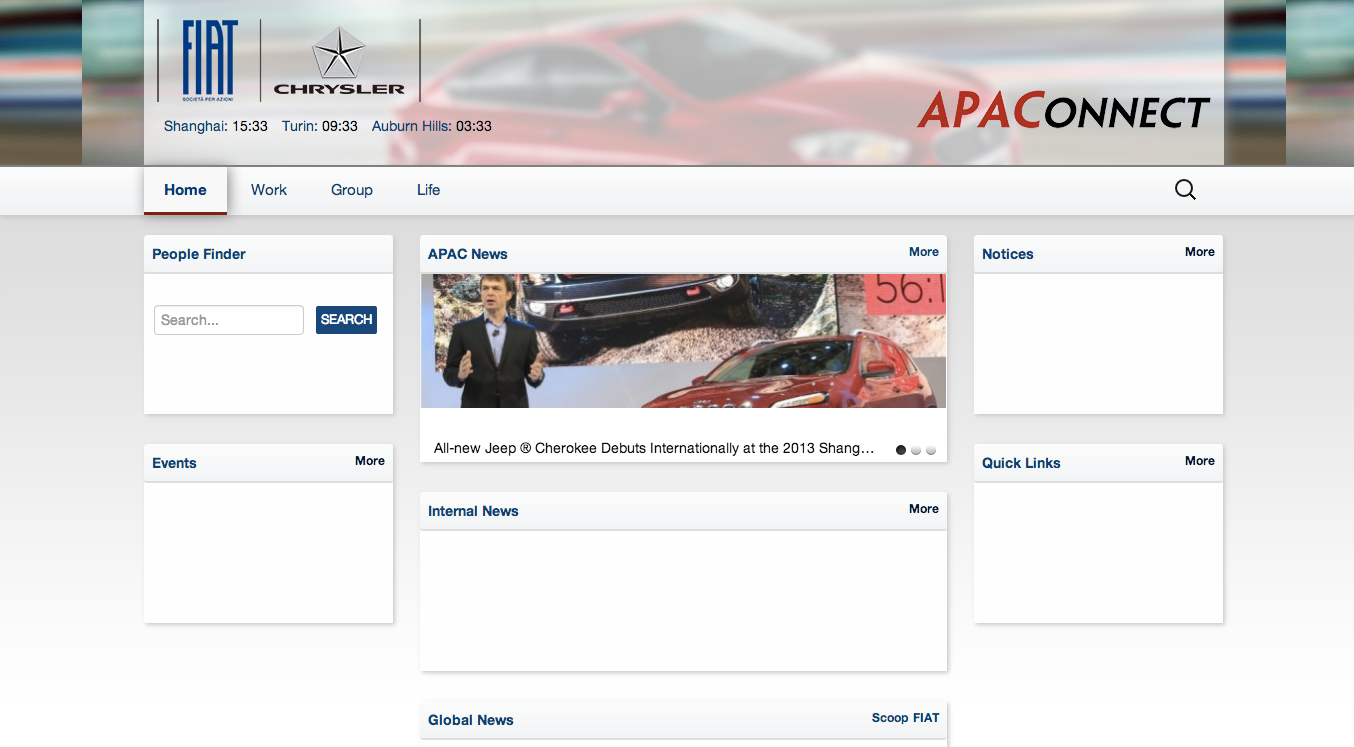 FIAT
SOCIETÀ PER AZIONI
CHRYSLER
Shanghai: 15:33 Turin: 09:33 Auburn Hills: 03:33
APACONNECT
Home Work Group Life
People Finder
Search...
SEARCH
APAC News More
56:1
All-new Jeep ® Cherokee Debuts Internationally at the 2013 Shang…
Notices More
Events More
Quick Links More
Internal News More
Global News Scoop FIAT